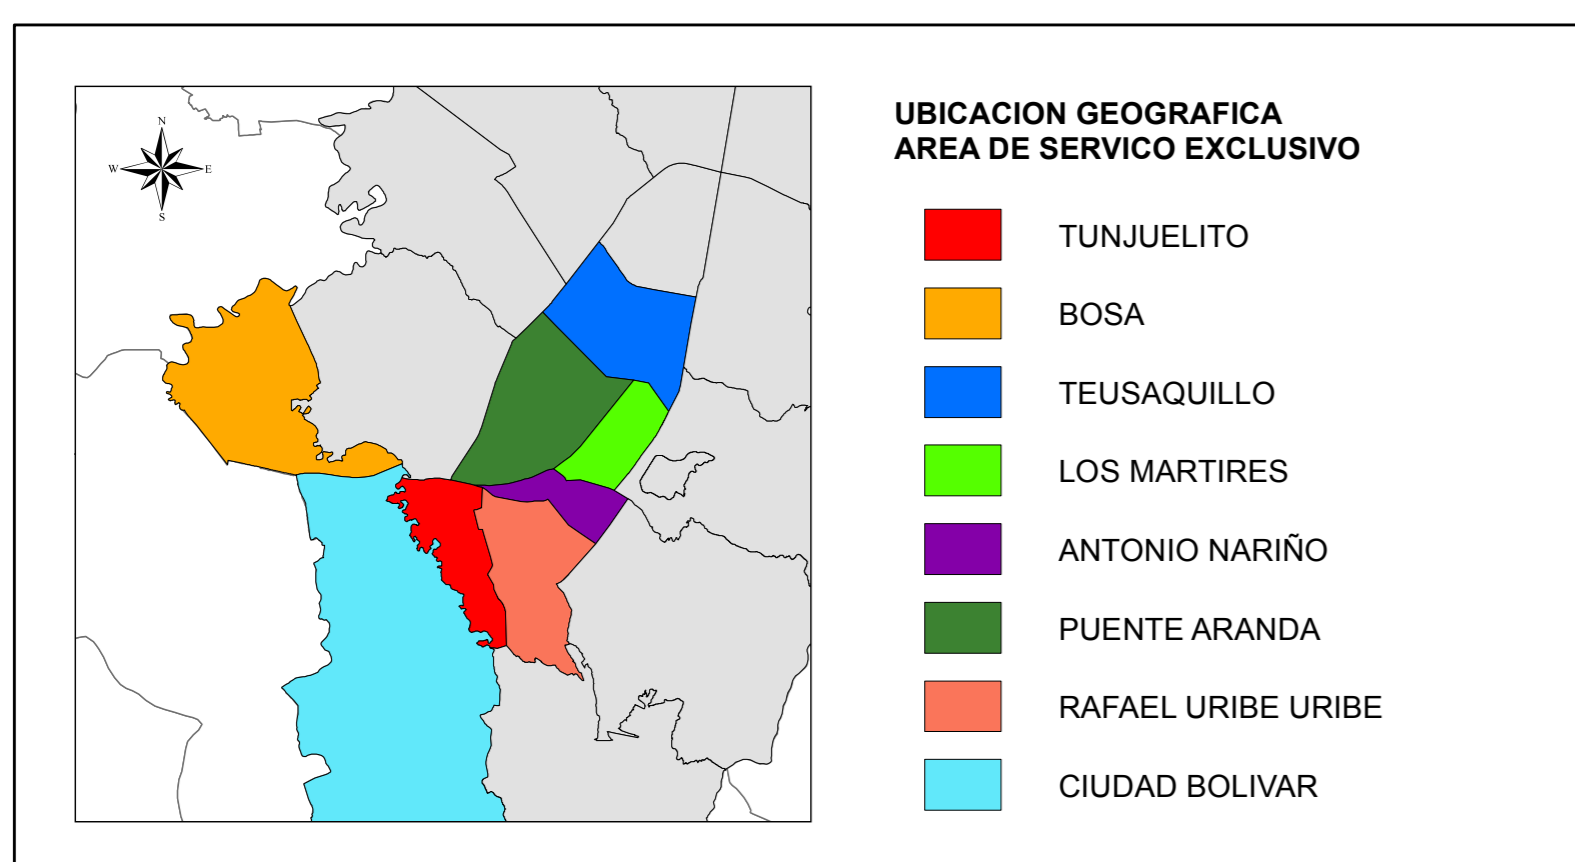 N
W
E
S
UBICACION GEOGRAFICA
AREA DE SERVICO EXCLUSIVO
TUNJUELITO
BOSA
TEUSAQUILLO
LOS MARTIRES
ANTONIO NARIÑO
PUENTE ARANDA
RAFAEL URIBE URIBE
CIUDAD BOLIVAR